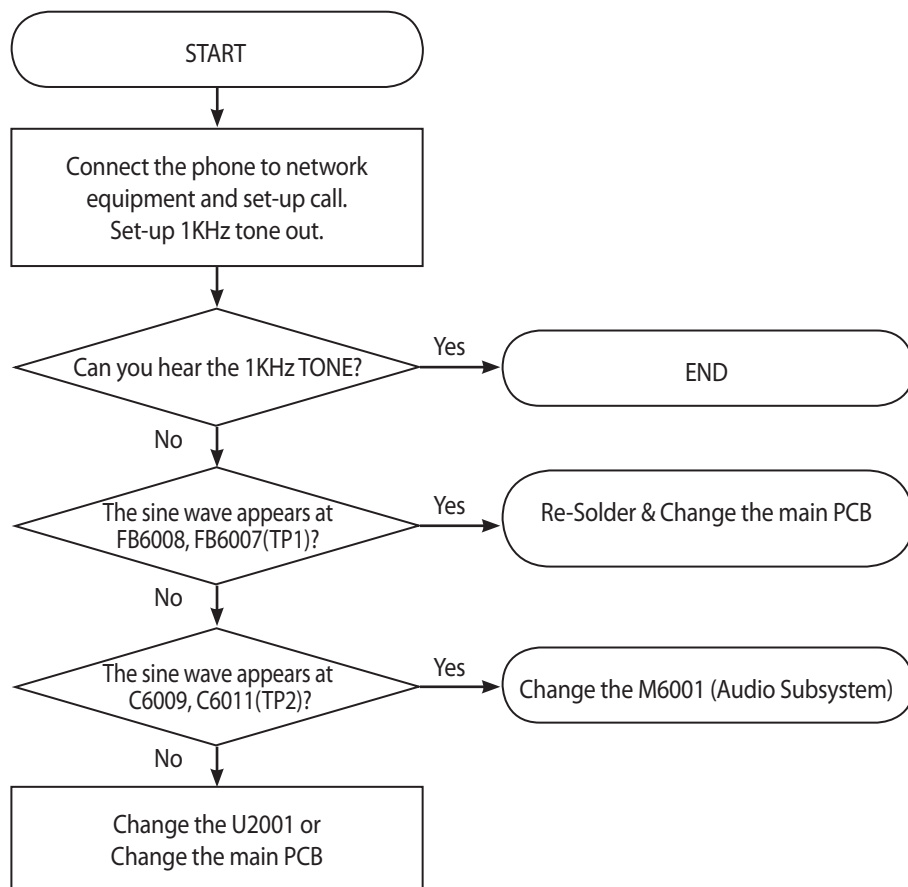 START
Connect the phone to network
equipment and set-up call.
Set-up 1KHz tone out.
Can you hear the 1KHz TONE?
Yes
END
No
The sine wave appears at
FB6008, FB6007(TP1)?
Yes
Re-Solder & Change the main PCB
No
The sine wave appears at
C6009, C6011(TP2)?
Yes
Change the M6001 (Audio Subsystem)
No
Change the U2001 or
Change the main PCB